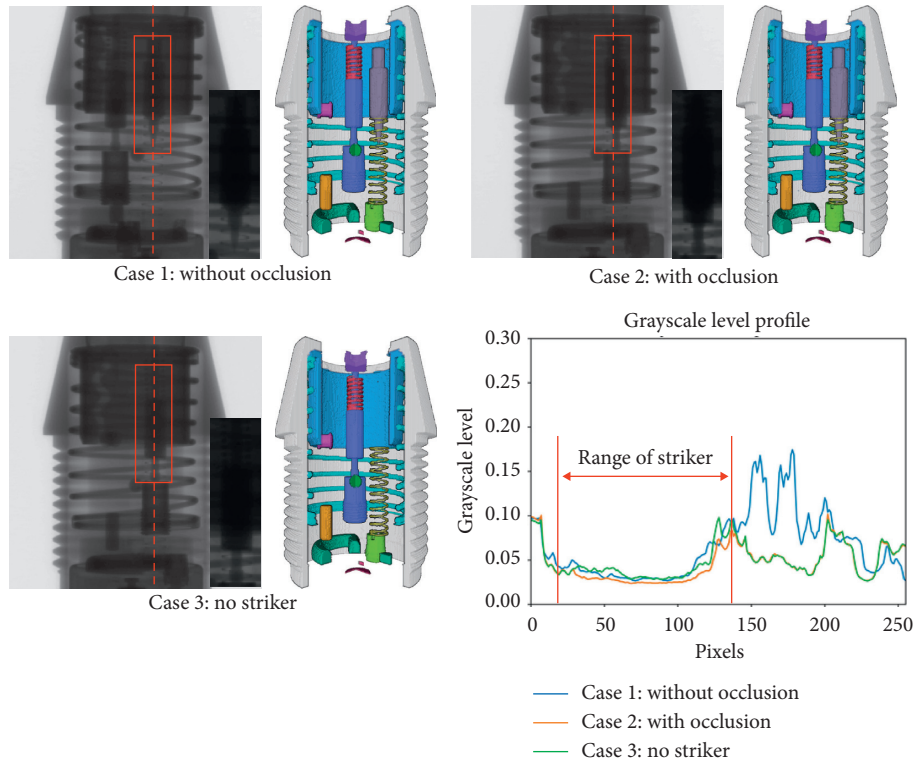 Case 1: without occlusion
Case 2: with occlusion
Case 3: no striker
Grayscale level profile
0.30
0.25
0.20
0.15
0.10
0.05
0.00
Grayscale level
Range of striker
0 50 100 150 200 250
Pixels
Case 1: without occlusion
Case 2: with occlusion
Case 3: no striker